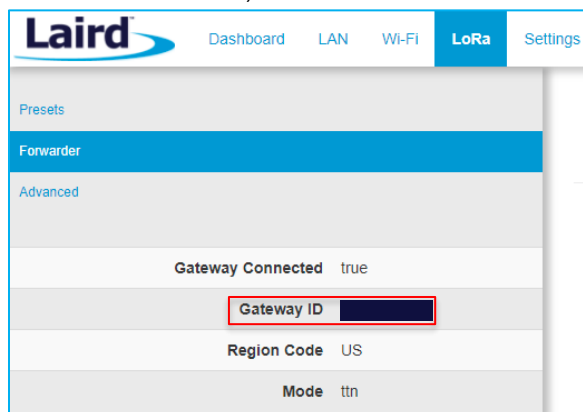 Laird
Dashboard LAN Wi-Fi LoRa Settings
Presets
Forwarder
Advanced
Gateway Connected true
Gateway ID
Region Code US
Mode ttn